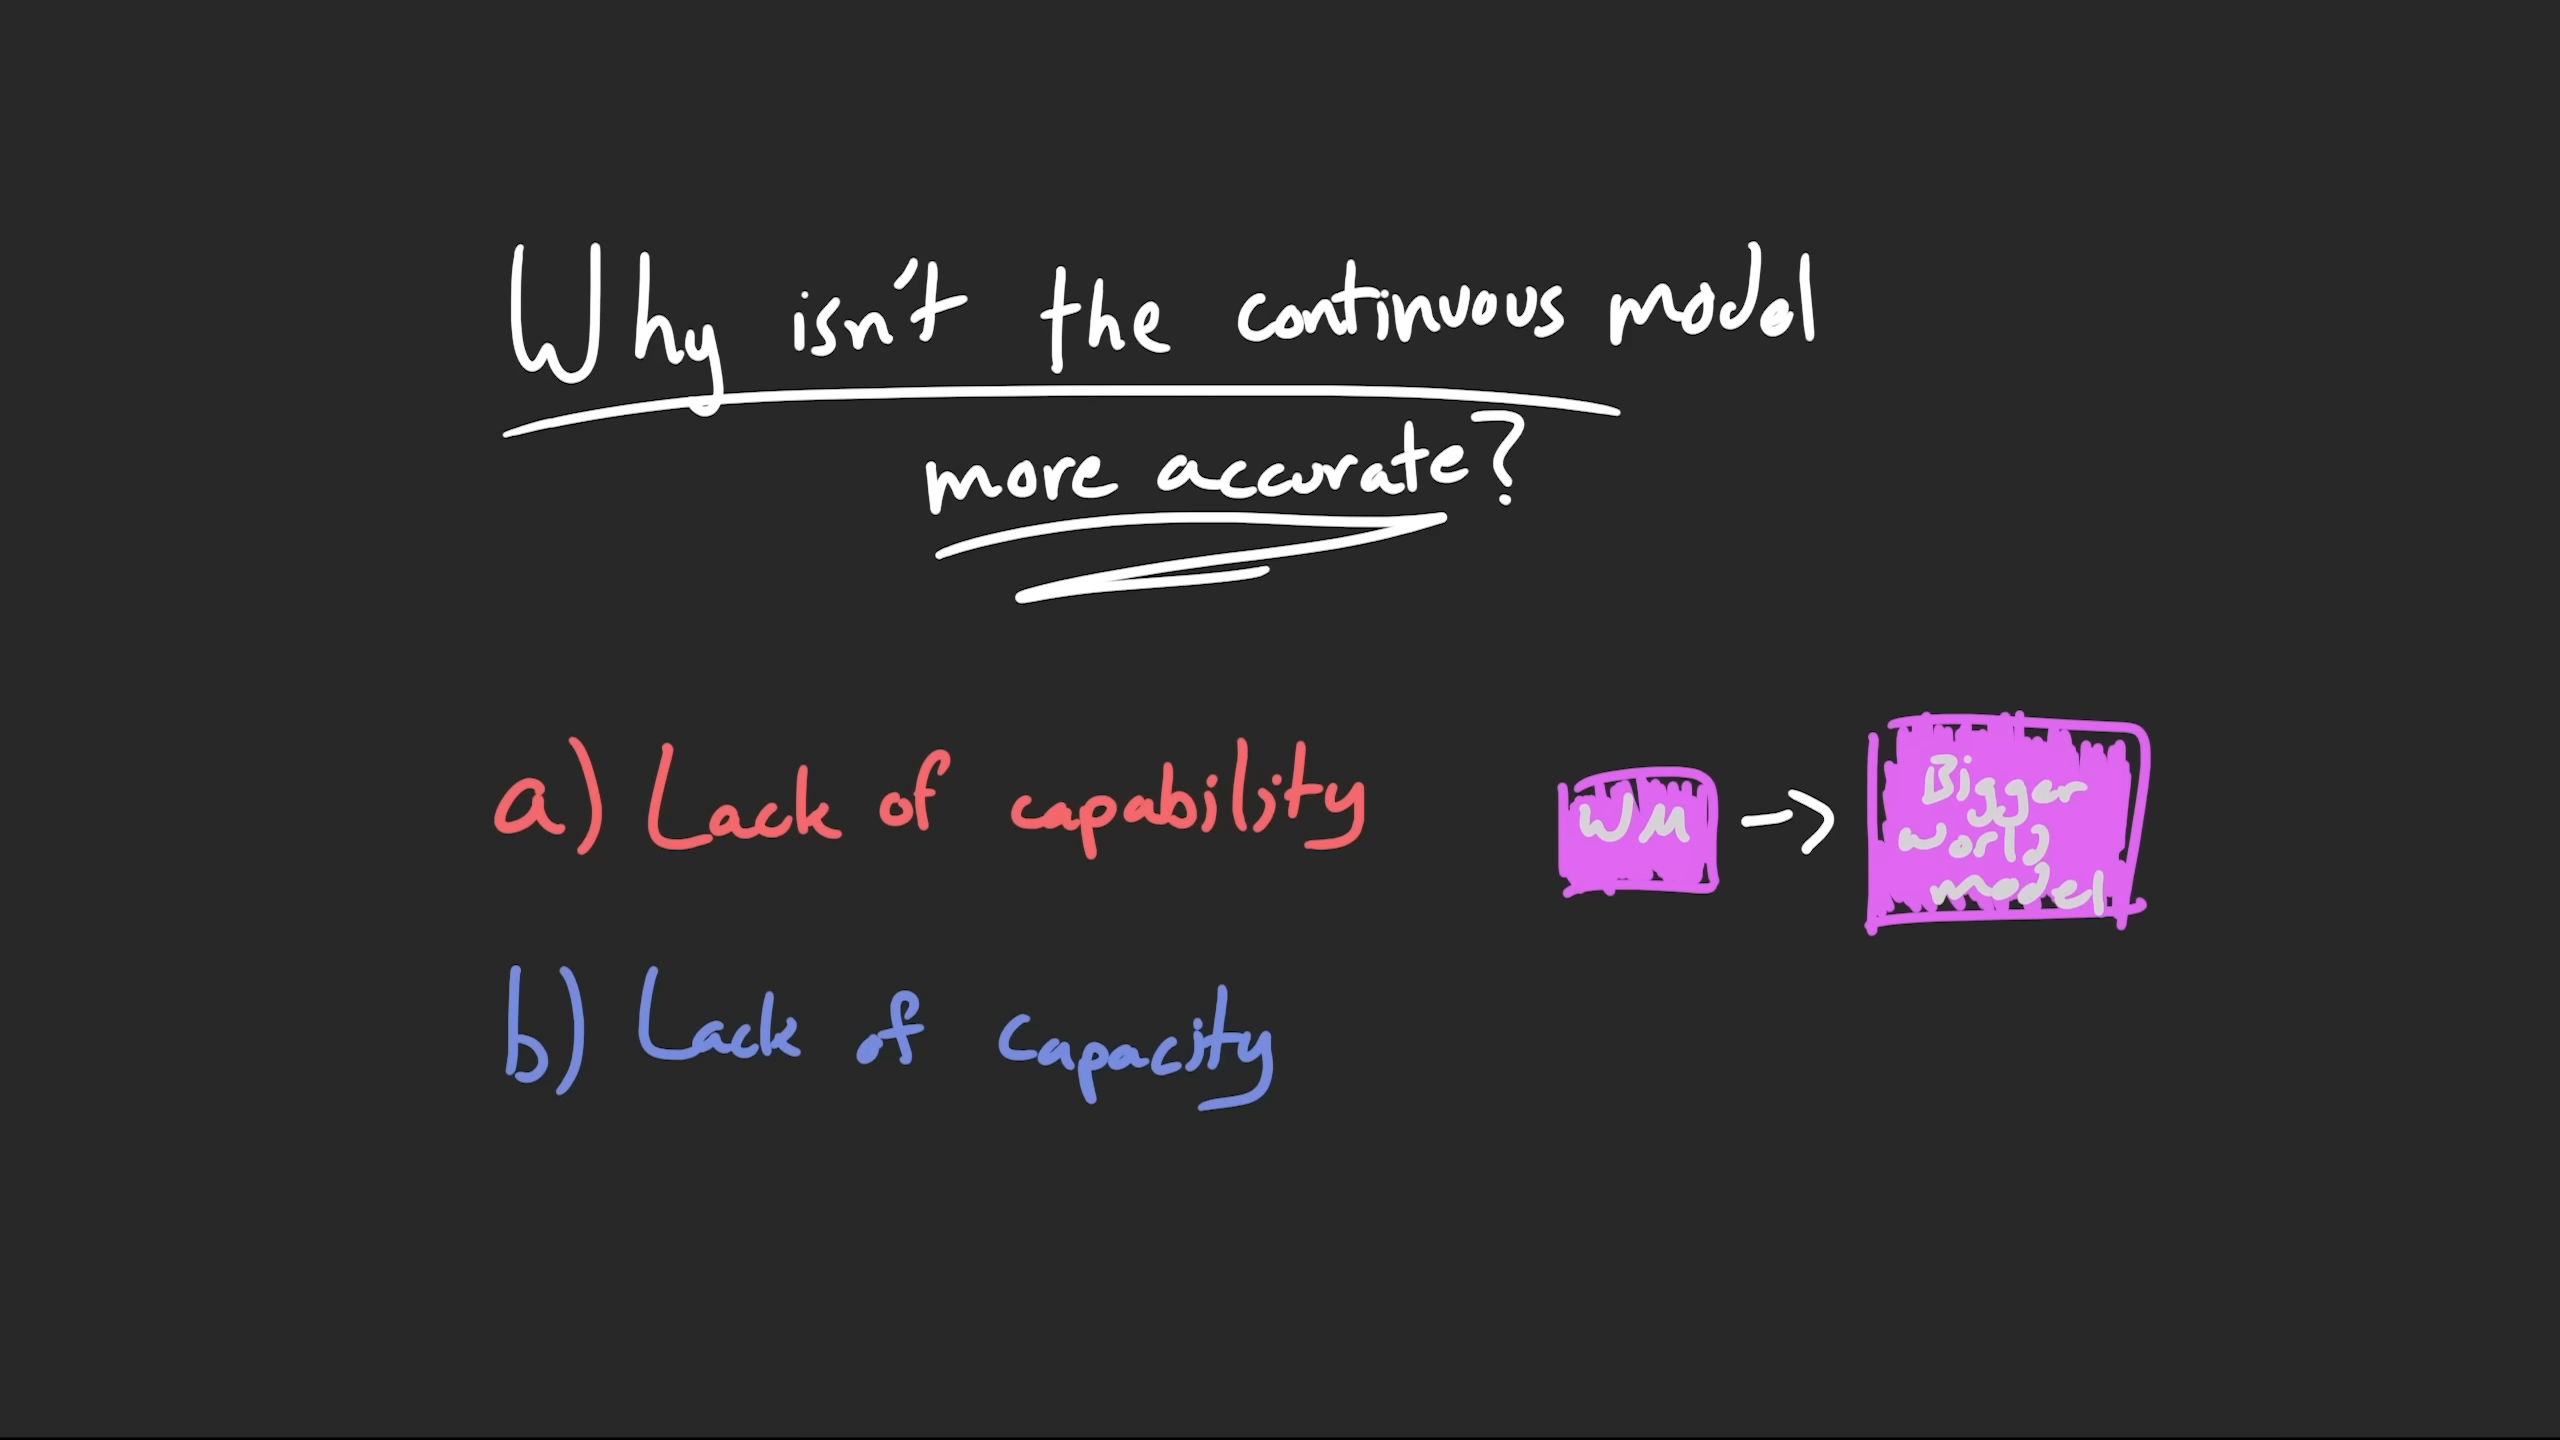 Why isn't the continuous model
more accurate?
a) Lack of capability
WM
Bigger
world
model
b) Lack of capacity